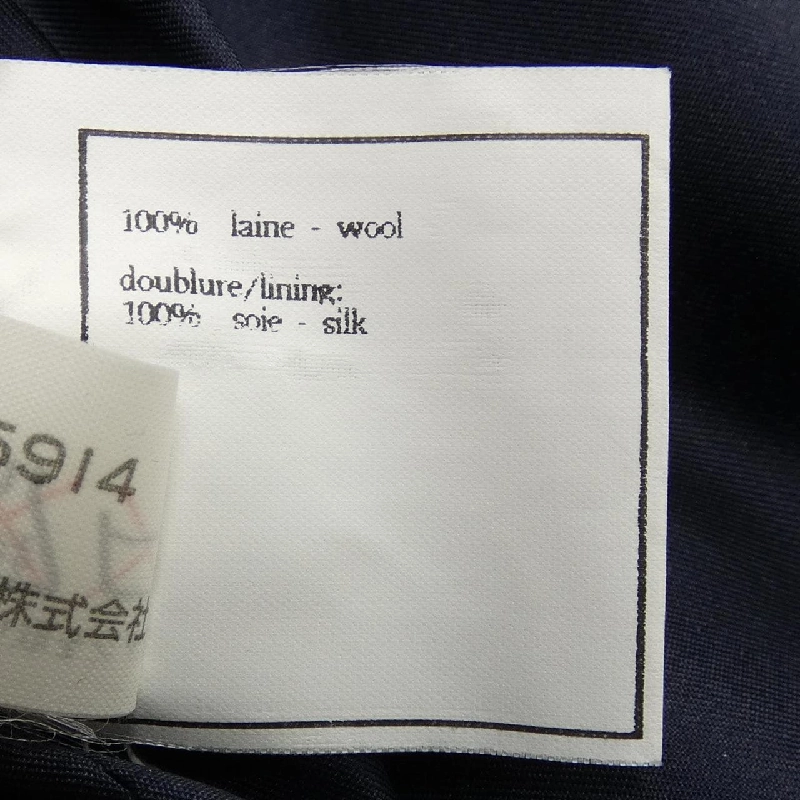 100% laine - wool
doublure/lining:
100% soie - silk
5914
株式会社